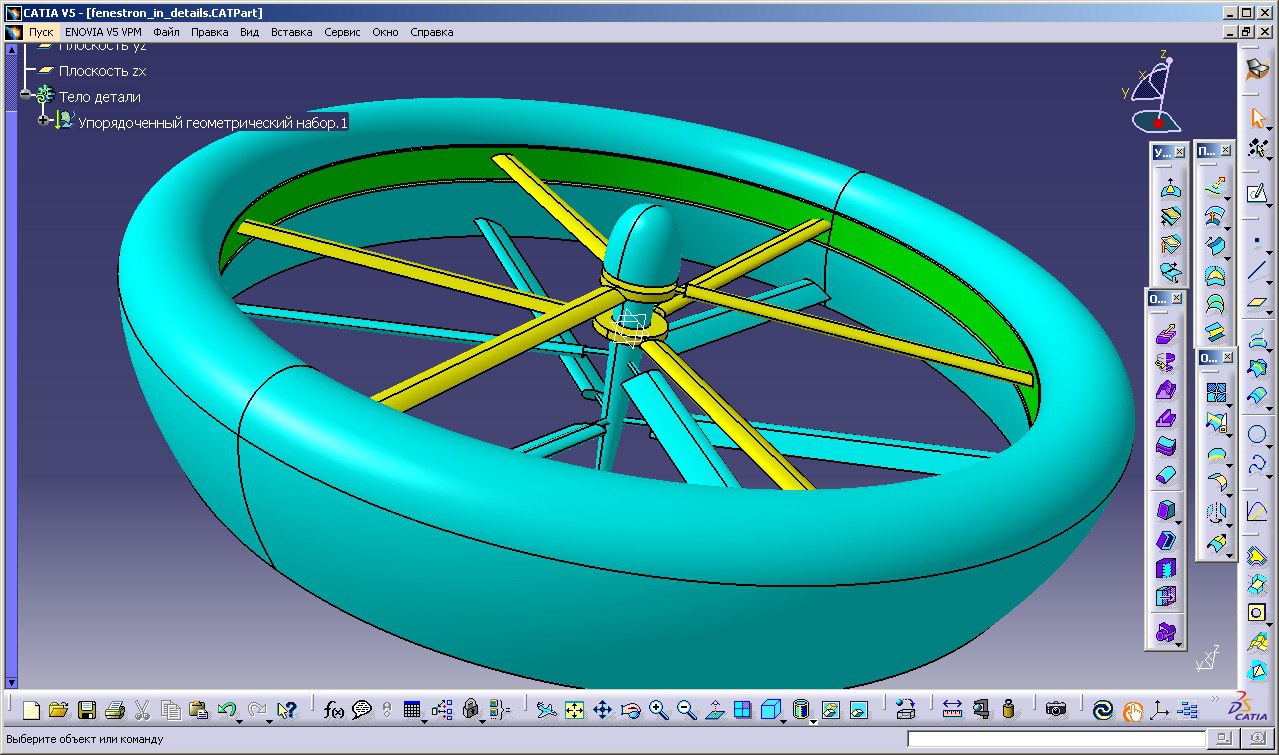 CATIA V5 - [fenestron_in_details.CATPart]
Пуск ENOVIA V5 VPM Файл Правка Вид Вставка Сервис Окно Справка
Плоскость yz
Плоскость zx
Тело детали
Упорядоченный геометрический набор.1
z
x
y
У...
П...
О...
О...
f(x)
DS
CATIA
Выберите объект или команду